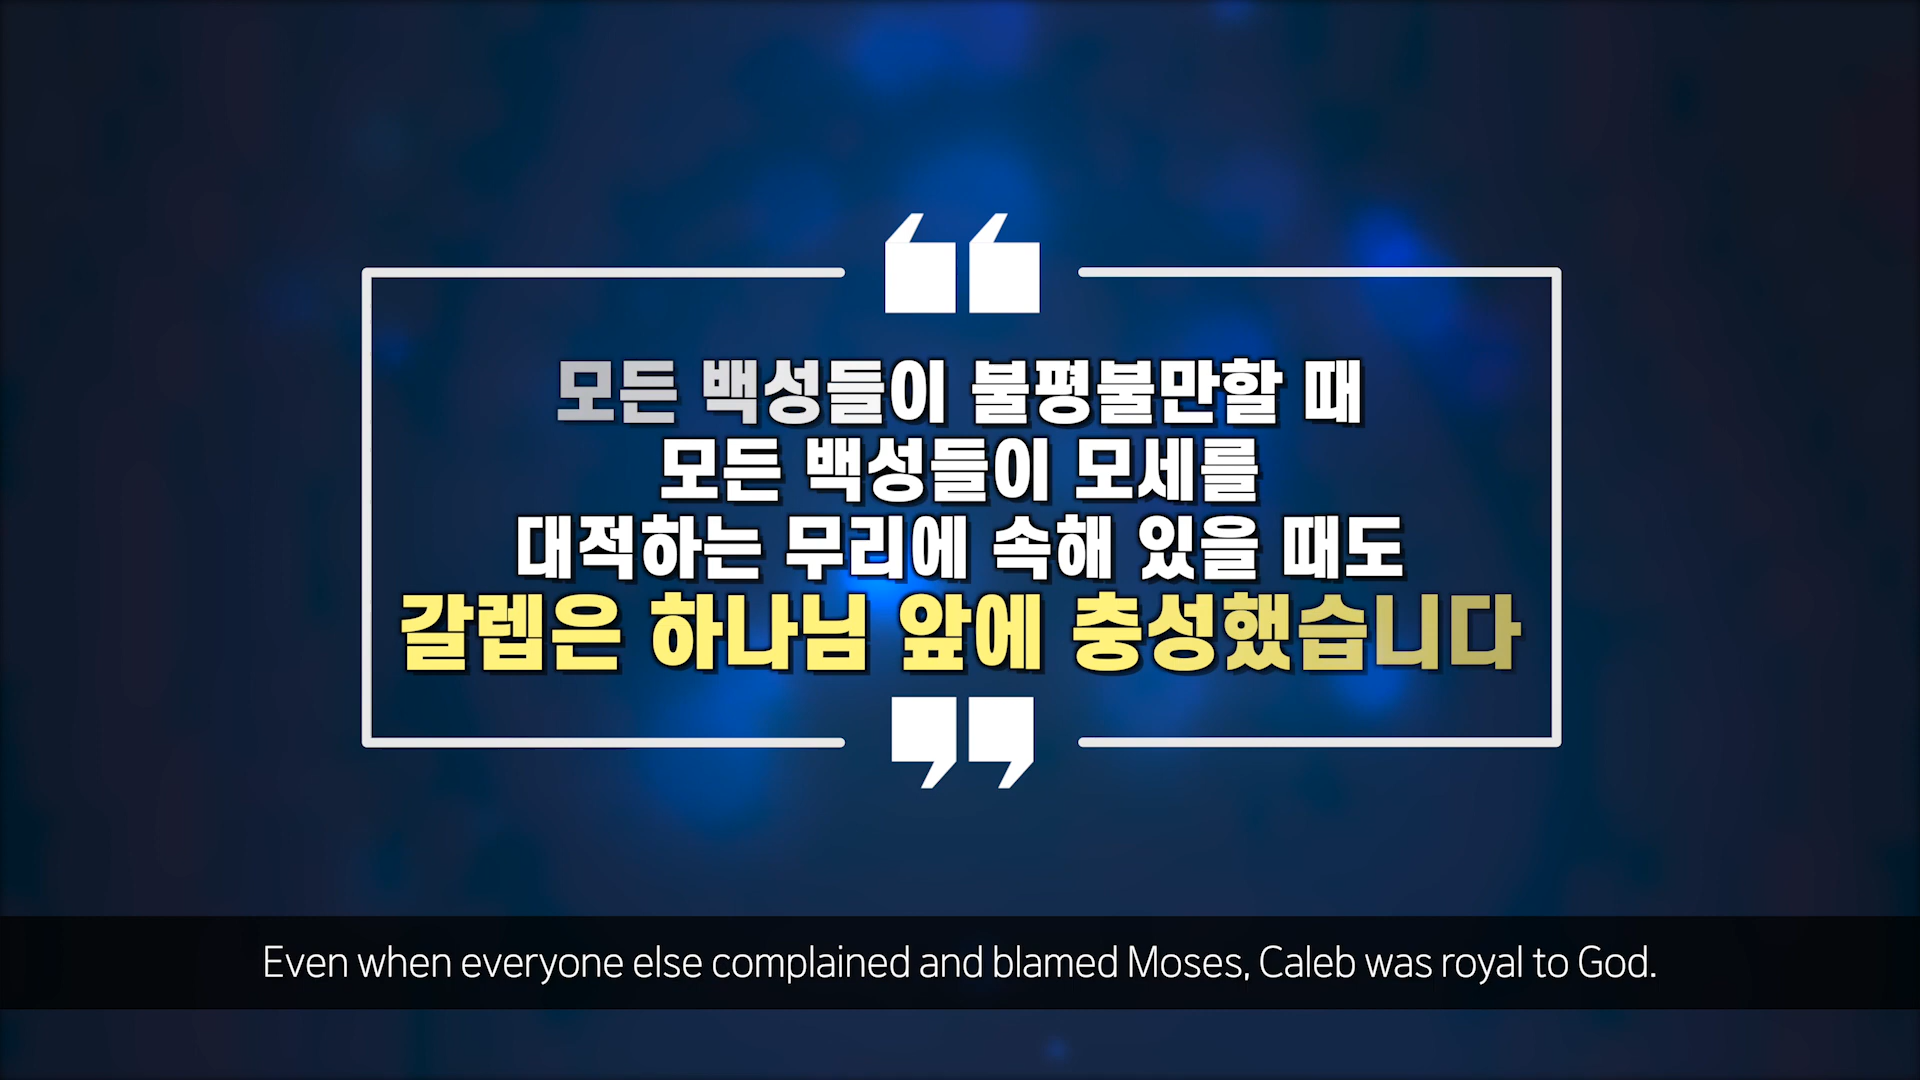 모든 백성들이 불평불만할 때
모든 백성들이 모세를
대적하는 무리에 속해 있을 때도
갈렙은 하나님 앞에 충성했습니다
Even when everyone else complained and blamed Moses, Caleb was royal to God.